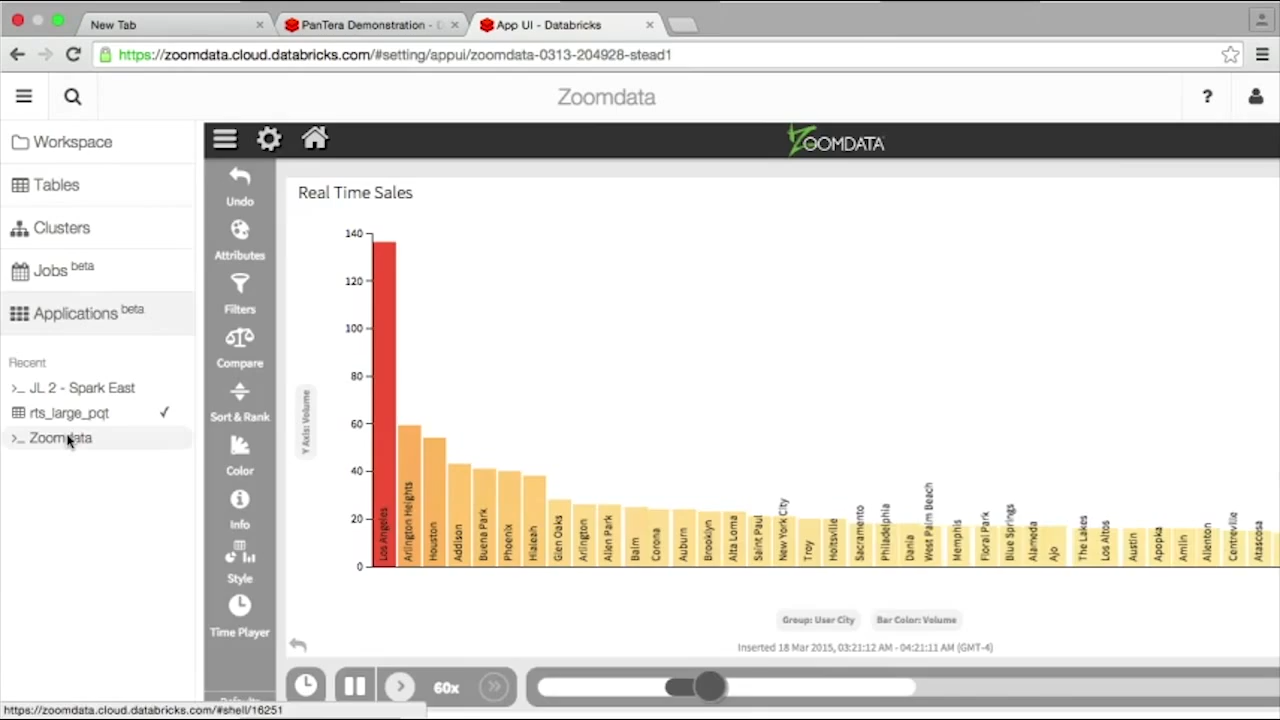 New Tab
PanTera Demonstration - D
App UI - Databricks
https://zoomdata.cloud.databricks.com/#setting/appui/zoomdata-0313-204928-stead1
Zoomdata
?
Workspace
Tables
Clusters
Jobs beta
Applications beta
Recent
>_ JL 2 - Spark East
rts_large_pqt ✓
>_ Zoomdata
ZOOMDATA
Undo
Attributes
Filters
Compare
Sort & Rank
Color
Info
Style
Time Player
Real Time Sales
140
120
100
80
60
40
20
0
Y Axis: Volume
Los Angeles
Arlington Heights
Houston
Addison
Buena Park
Phoenix
Hialeah
Glen Oaks
Arlington
Allen Park
Balm
Corona
Auburn
Brooklyn
Alta Loma
Saint Paul
New York City
Troy
Holtsville
Sacramento
Philadelphia
Dania
West Palm Beach
Memphis
Floral Park
Blue Springs
Alameda
Ajo
The Lakes
Los Altos
Austin
Apopka
Amlin
Allenton
Centreville
Atascosa
Group: User City
Bar Color: Volume
Inserted 18 Mar 2015, 03:21:12 AM - 04:21:11 AM (GMT-4)
60x
https://zoomdata.cloud.databricks.com/#shell/16251